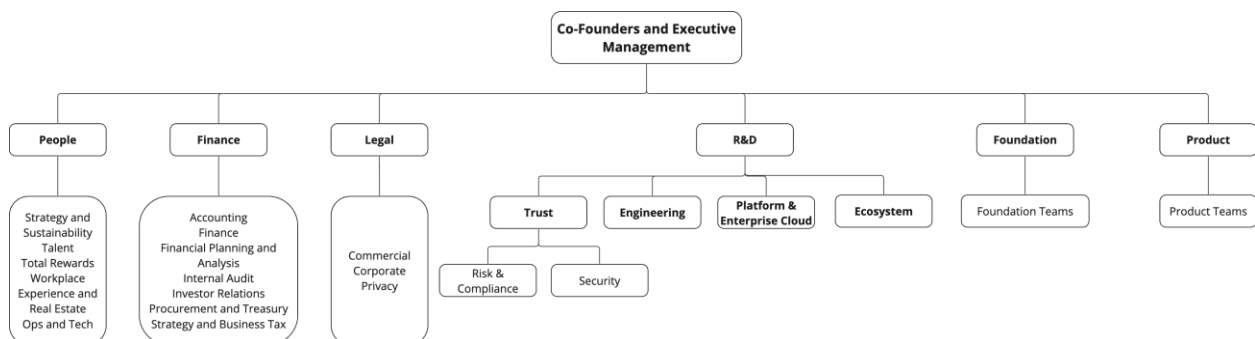 Co-Founders and Executive
Management
People
Finance
Legal
R&D
Foundation
Product
Strategy and
Sustainability
Talent
Total Rewards
Workplace
Experience and
Real Estate
Ops and Tech
Accounting
Finance
Financial Planning and
Analysis
Internal Audit
Investor Relations
Procurement and Treasury
Strategy and Business Tax
Commercial
Corporate
Privacy
Trust
Engineering
Platform &
Enterprise Cloud
Ecosystem
Foundation Teams
Product Teams
Risk &
Compliance
Security